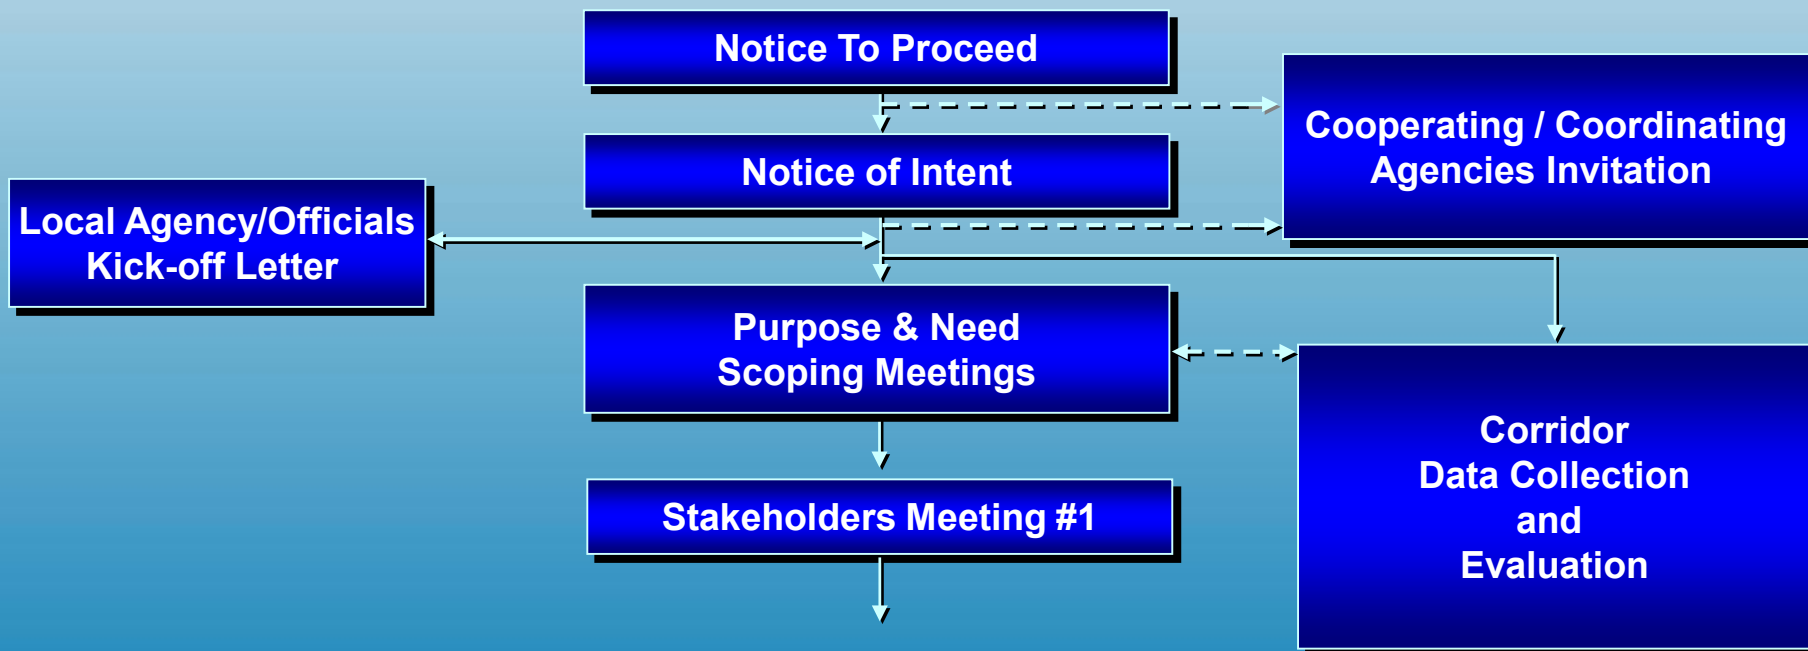 Notice To Proceed
Cooperating / Coordinating
Agencies Invitation
Notice of Intent
Local Agency/Officials
Kick-off Letter
Purpose & Need
Scoping Meetings
Corridor
Data Collection
and
Evaluation
Stakeholders Meeting #1